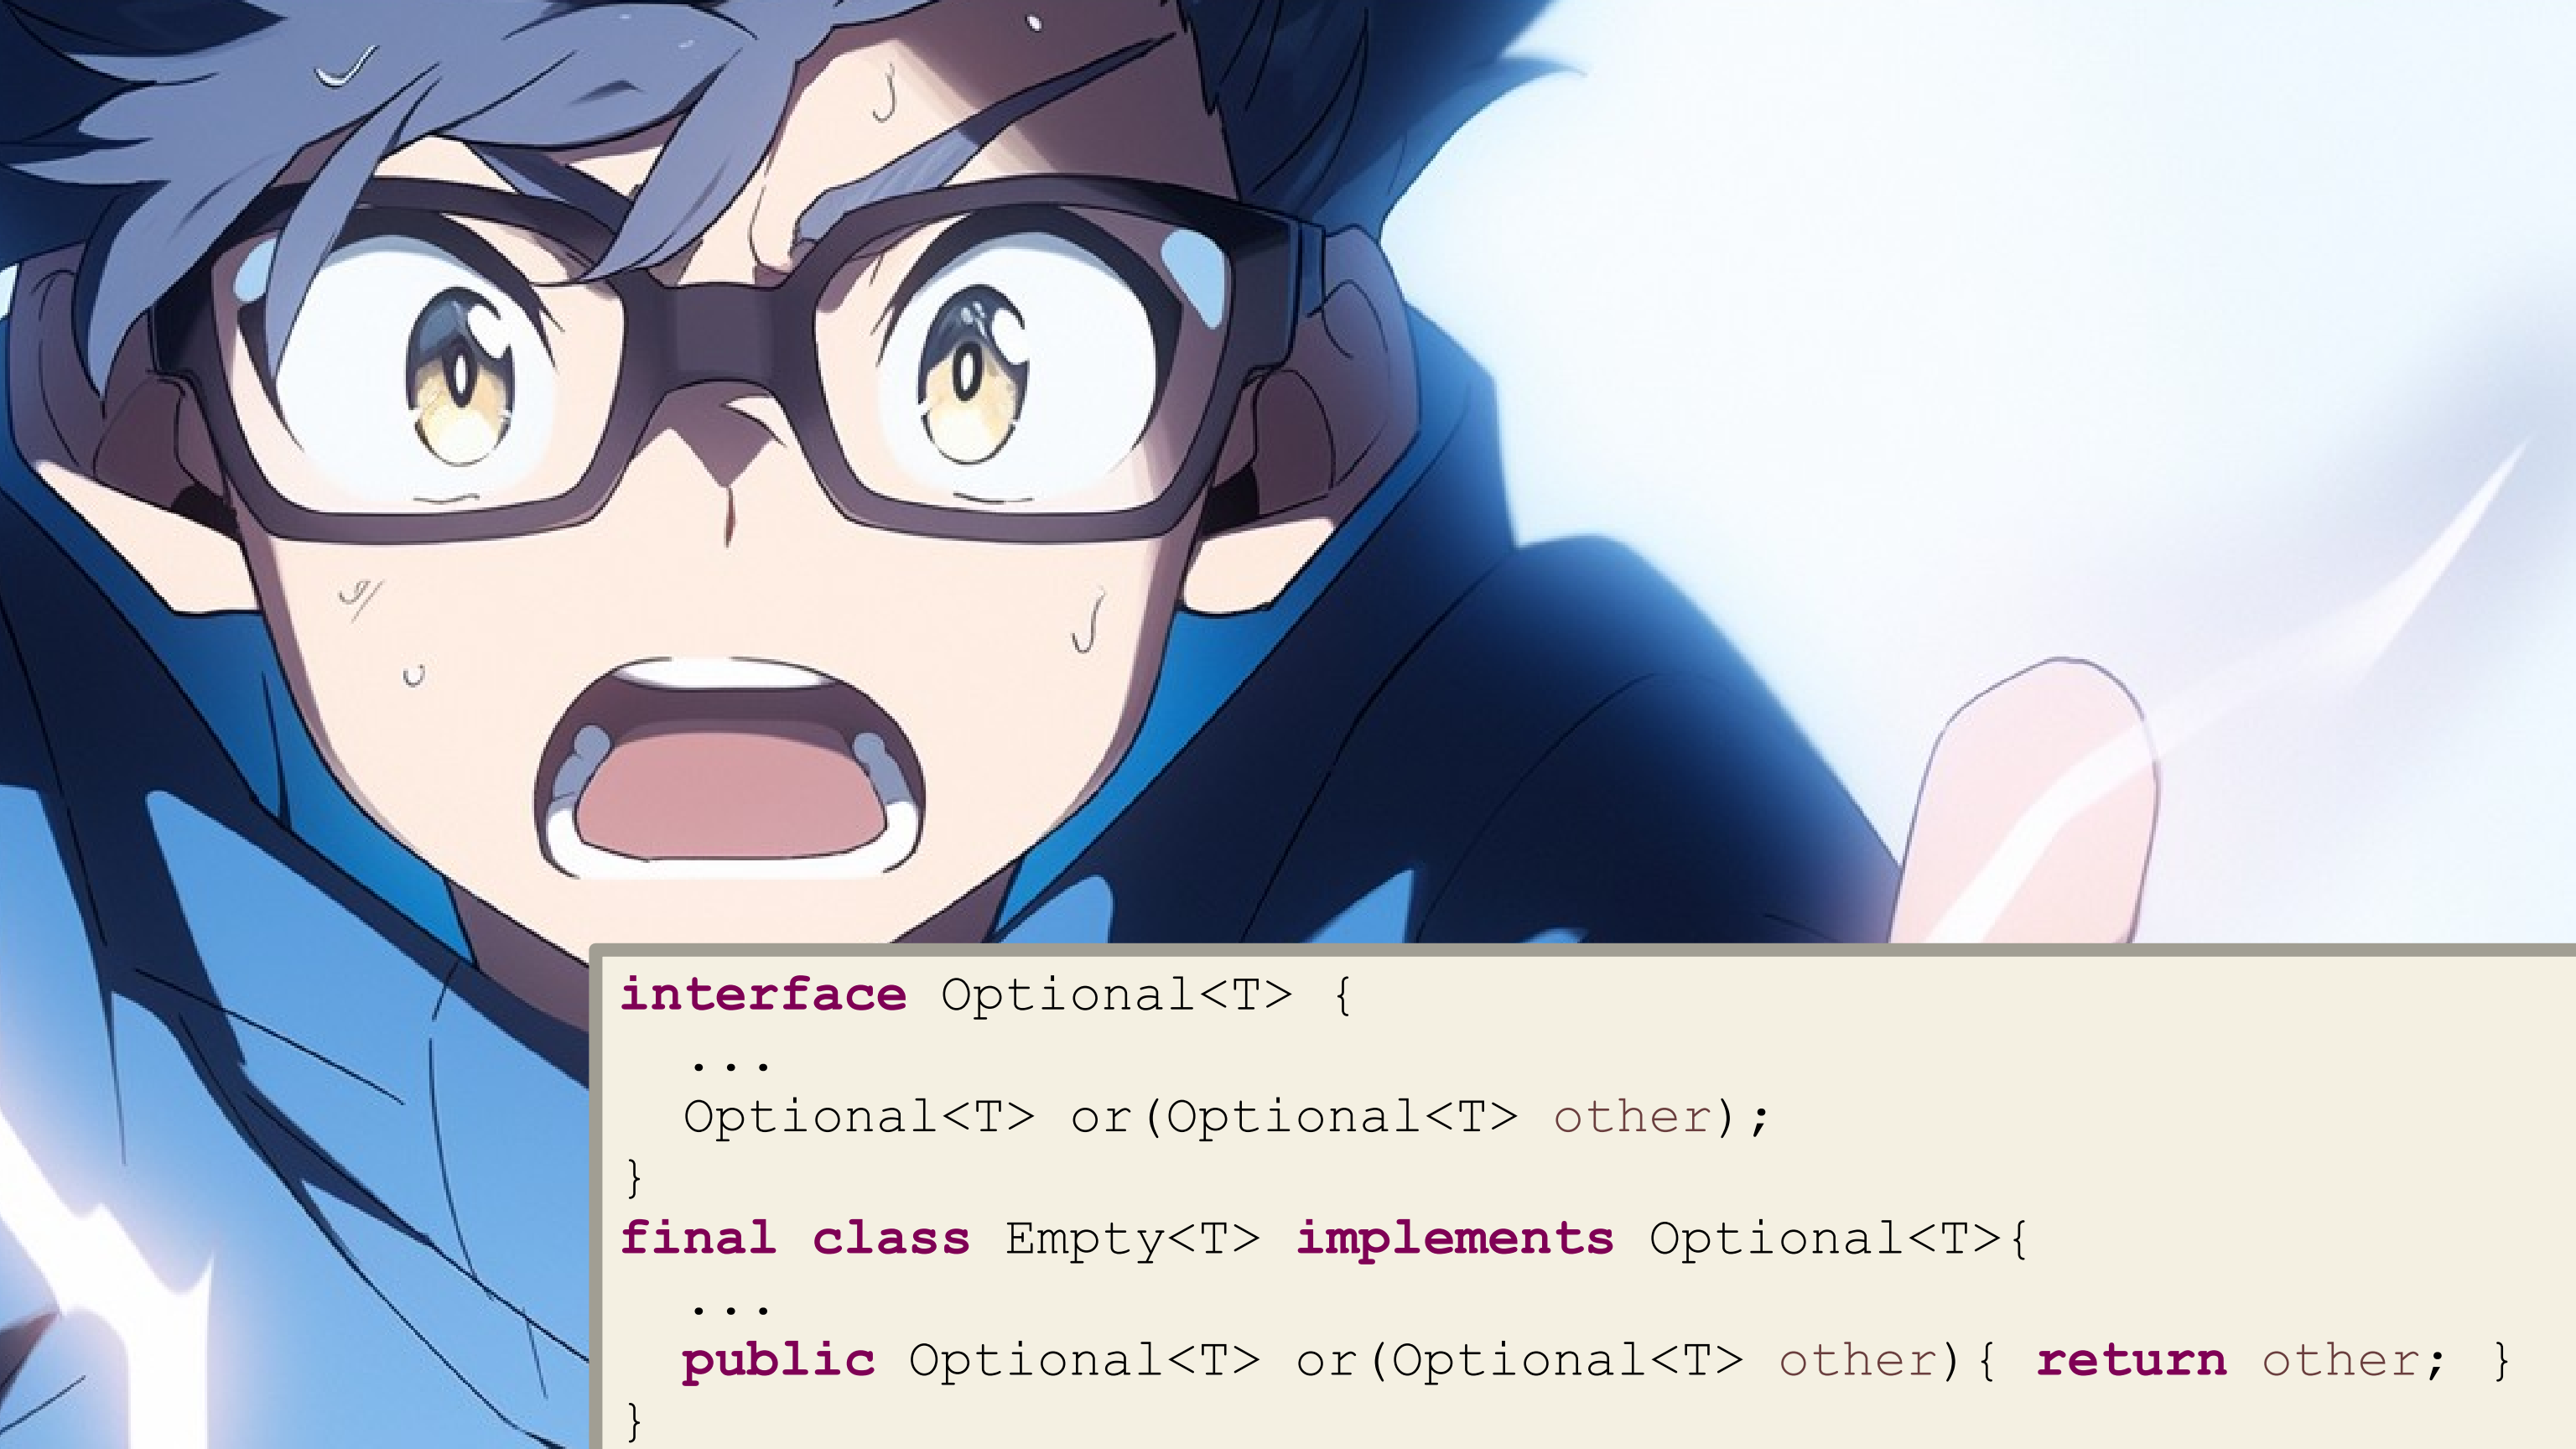 interface Optional<T> {
  ...
  Optional<T> or(Optional<T> other);
}
final class Empty<T> implements Optional<T>{
  ...
  public Optional<T> or(Optional<T> other){ return other; }
}